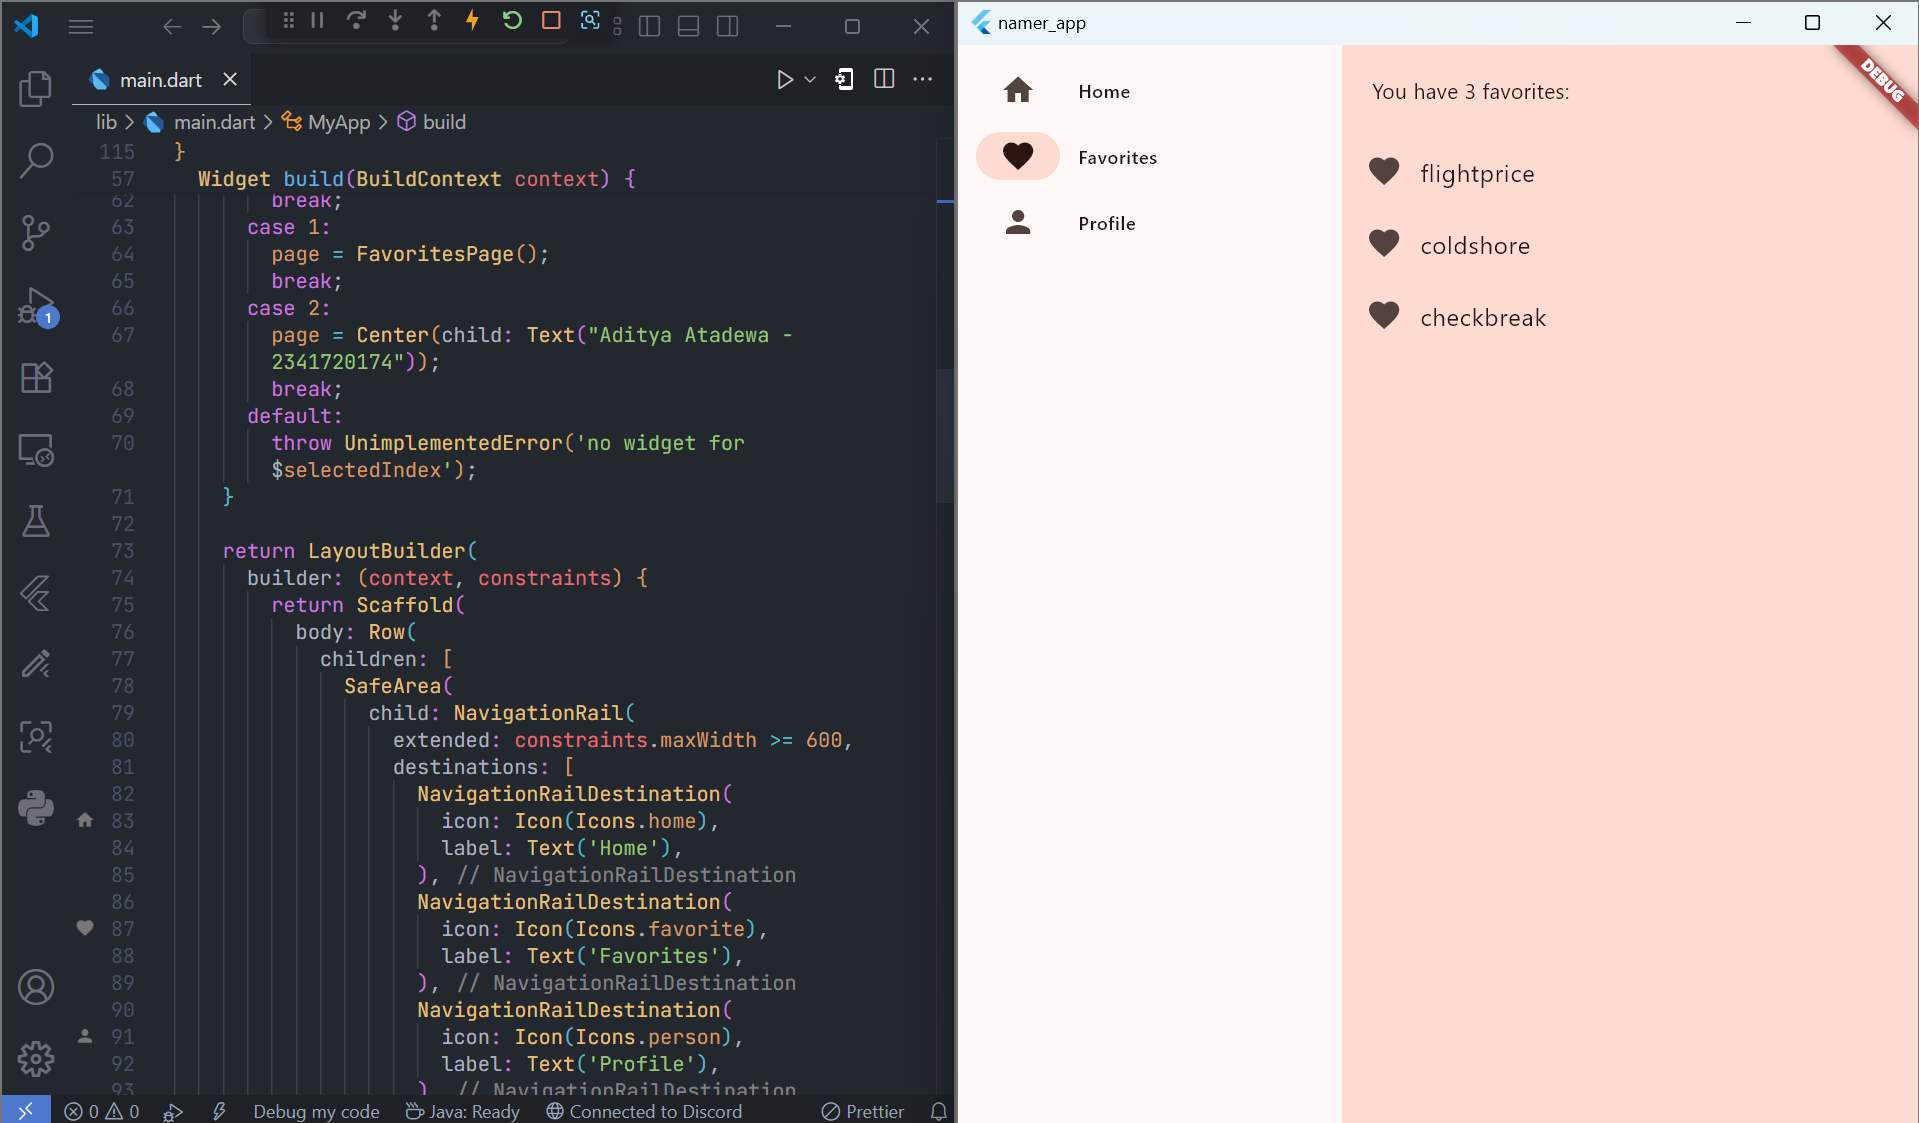 main.dart
lib > main.dart > MyApp > build
115 }
57 Widget build(BuildContext context) {
62 break;
63 case 1:
64 page = FavoritesPage();
65 break;
66 case 2:
67 page = Center(child: Text("Aditya Atadewa -
2341720174"));
68 break;
69 default:
70 throw UnimplementedError('no widget for
$selectedIndex');
71 }
72
73 return LayoutBuilder(
74 builder: (context, constraints) {
75 return Scaffold(
76 body: Row(
77 children: [
78 SafeArea(
79 child: NavigationRail(
80 extended: constraints.maxWidth >= 600,
81 destinations: [
82 NavigationRailDestination(
83 icon: Icon(Icons.home),
84 label: Text('Home'),
85 ), // NavigationRailDestination
86 NavigationRailDestination(
87 icon: Icon(Icons.favorite),
88 label: Text('Favorites'),
89 ), // NavigationRailDestination
90 NavigationRailDestination(
91 icon: Icon(Icons.person),
92 label: Text('Profile'),
93 ), // NavigationRailDestination
1
0 0 Debug my code Java: Ready Connected to Discord Prettier
namer_app
Home
Favorites
Profile
You have 3 favorites:
flightprice
coldshore
checkbreak
DEBUG